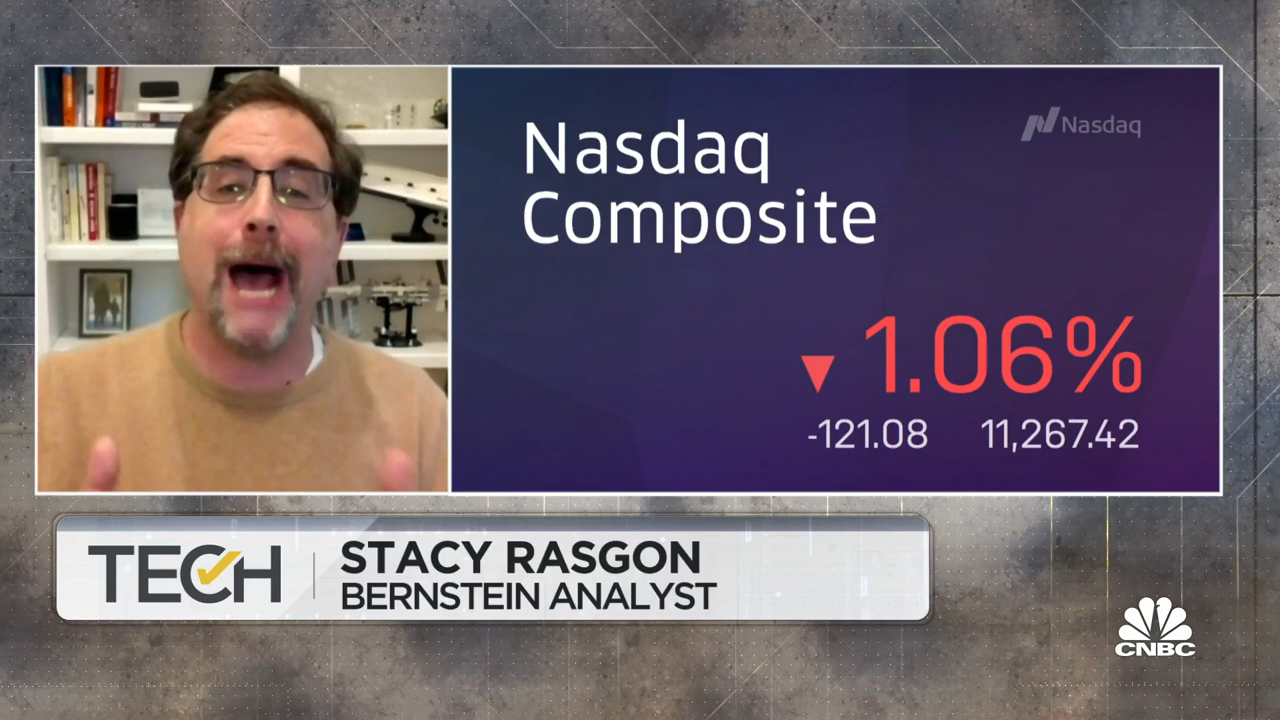 Nasdaq
Composite
Nasdaq
▼ 1.06%
-121.08 11,267.42
TECH
STACY RASGON
BERNSTEIN ANALYST
CNBC